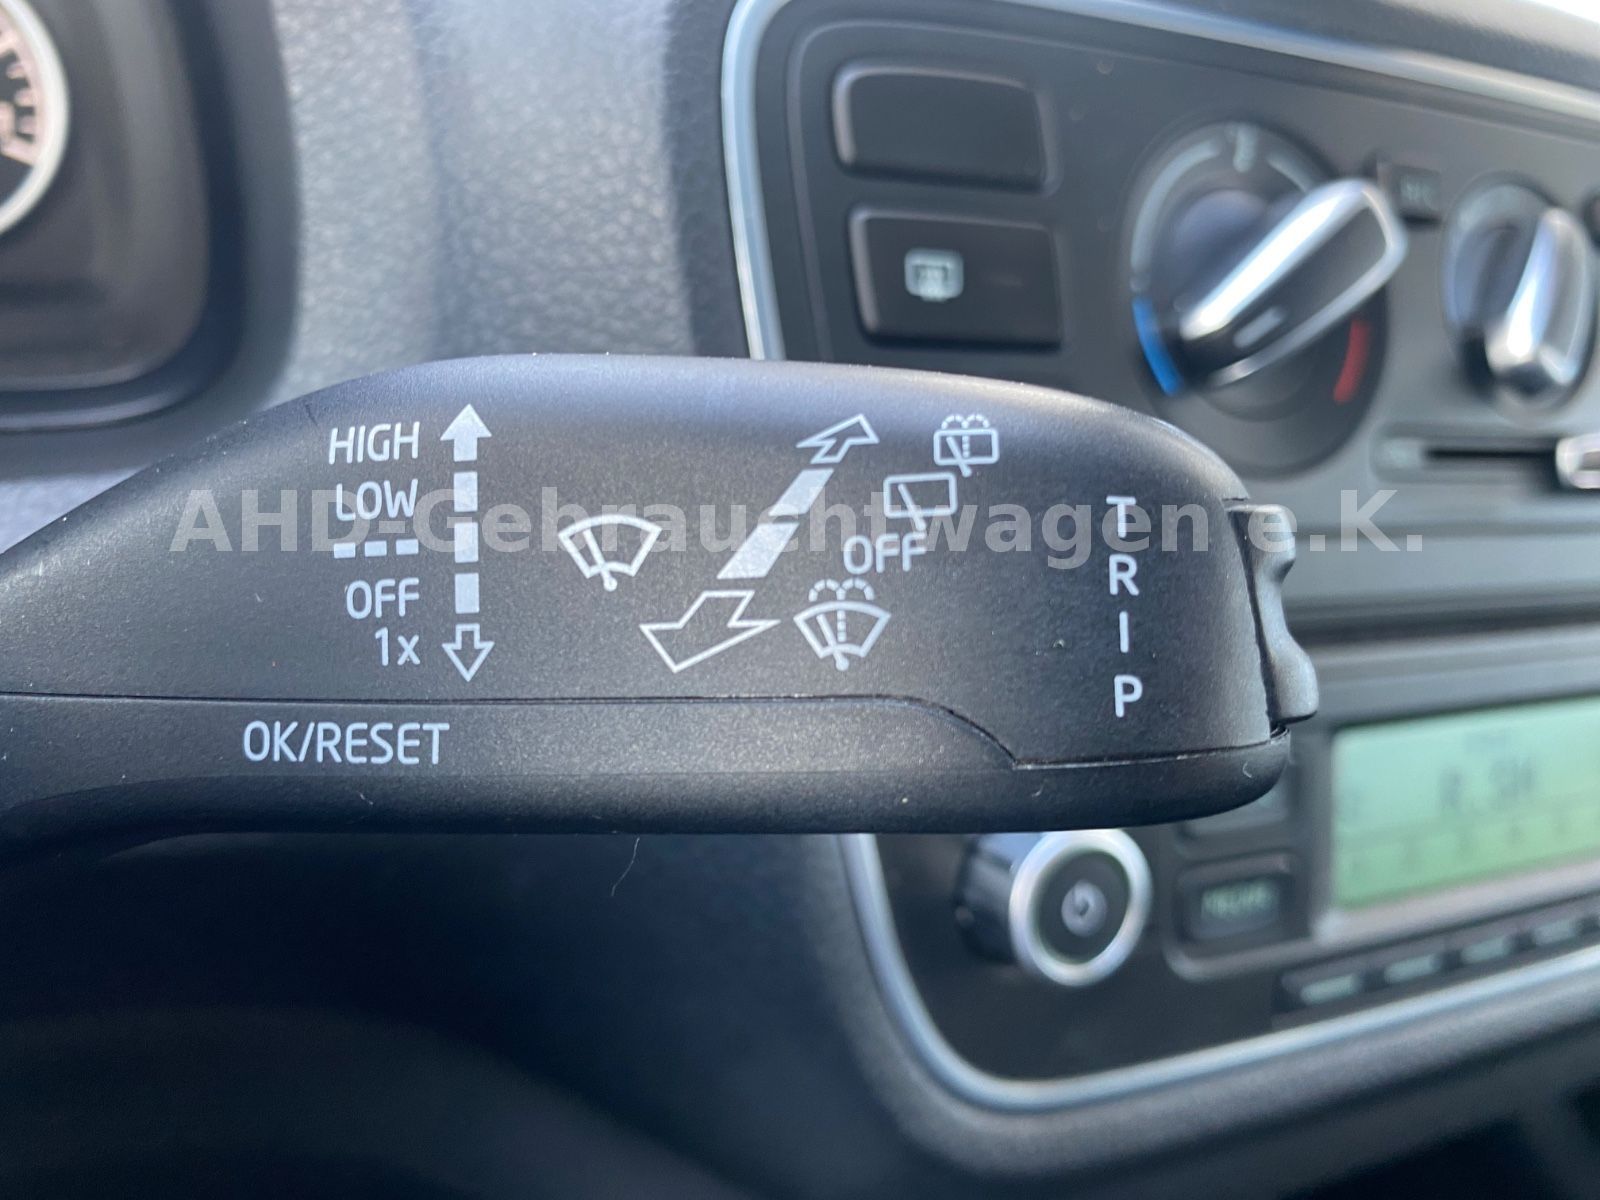 HIGH
LOW
OFF
1x
OFF
TRIP
OK/RESET
AHD-Gebrauchtwagen e.K.